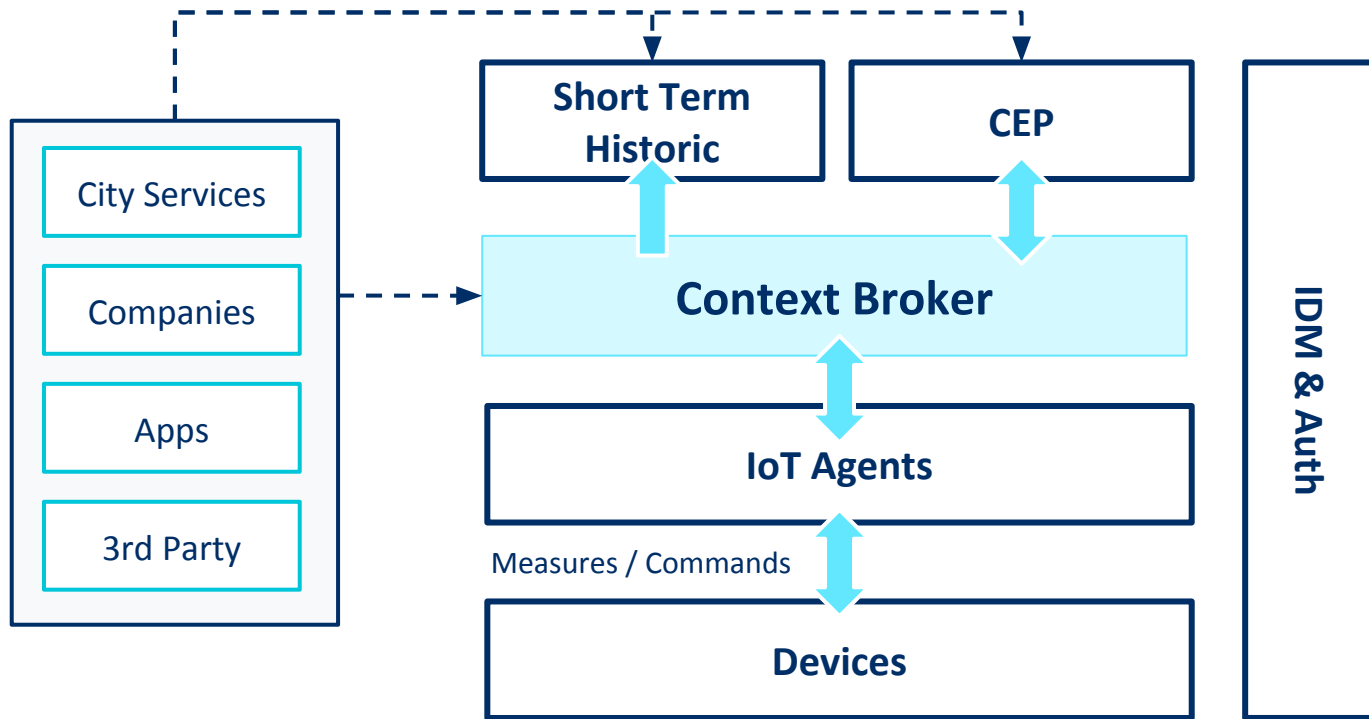 Short Term
Historic
CEP
City Services
Companies
Apps
3rd Party
Context Broker
IoT Agents
Measures / Commands
Devices
IDM & Auth